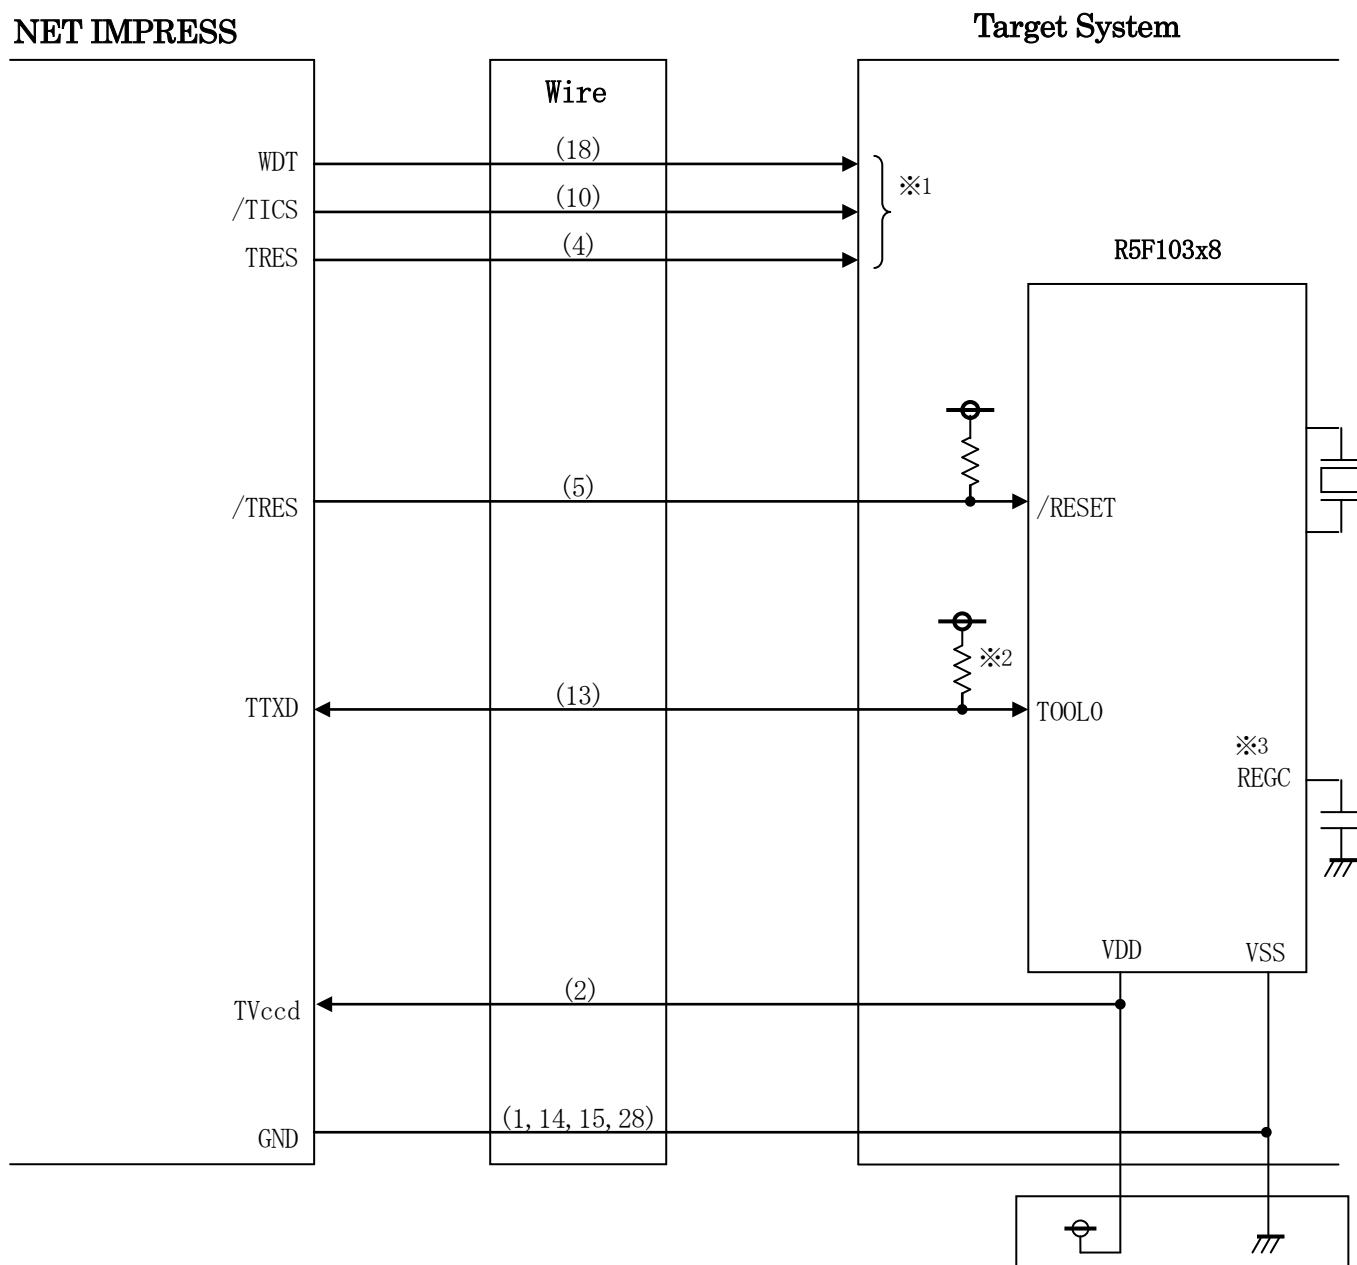 NET IMPRESS
Target System
Wire
WDT
(18)
※1
/TICS
(10)
TRES
(4)
R5F103x8
/TRES
(5)
/RESET
※2
TTXD
(13)
TOOL0
※3
REGC
VDD
VSS
TVccd
(2)
GND
(1,14,15,28)